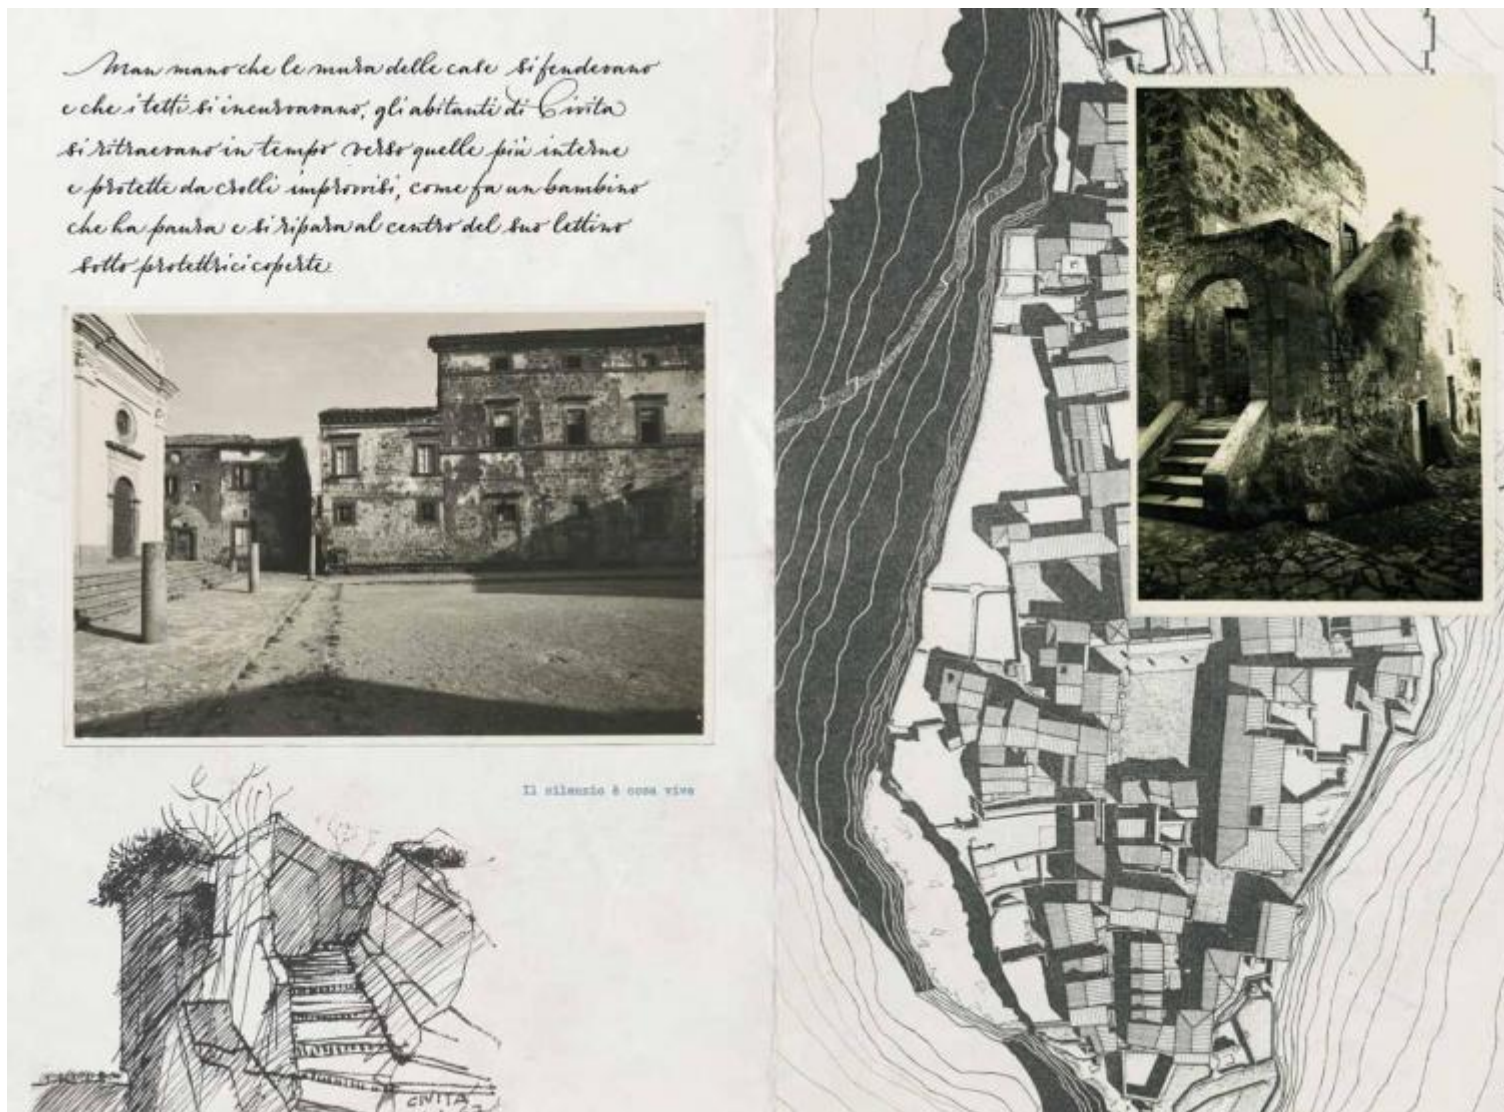 Man mano che le mura delle case si fendevano
e che i tetti si incurvavano, gli abitanti di Civita
si ritraevano in tempo verso quelle più interne
e protette da crolli improvvisi, come fa un bambino
che ha paura e si ripara al centro del suo lettino
sotto protettrici coperte
Il silenzio è cosa viva
CIVITA